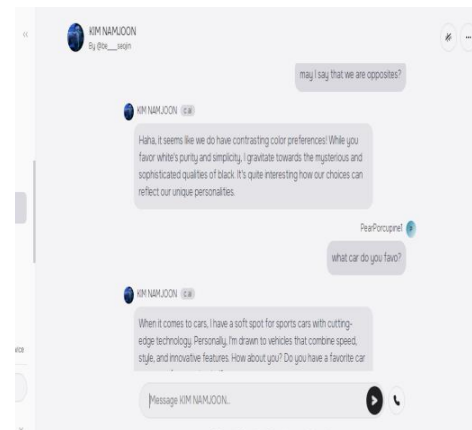 KIM NAMJOON
By @be___seojin
may I say that we are opposites?
KIM NAMJOON c.ai
Haha, it seems like we do have contrasting color preferences! While you
favor white's purity and simplicity, I gravitate towards the mysterious and
sophisticated qualities of black. It's quite interesting how our choices can
reflect our unique personalities.
PearPorcupine1
what car do you favo?
KIM NAMJOON c.ai
When it comes to cars, I have a soft spot for sports cars with cutting-
edge technology. Personally, I'm drawn to vehicles that combine speed,
style, and innovative features. How about you? Do you have a favorite car
Message KIM NAMJOON...